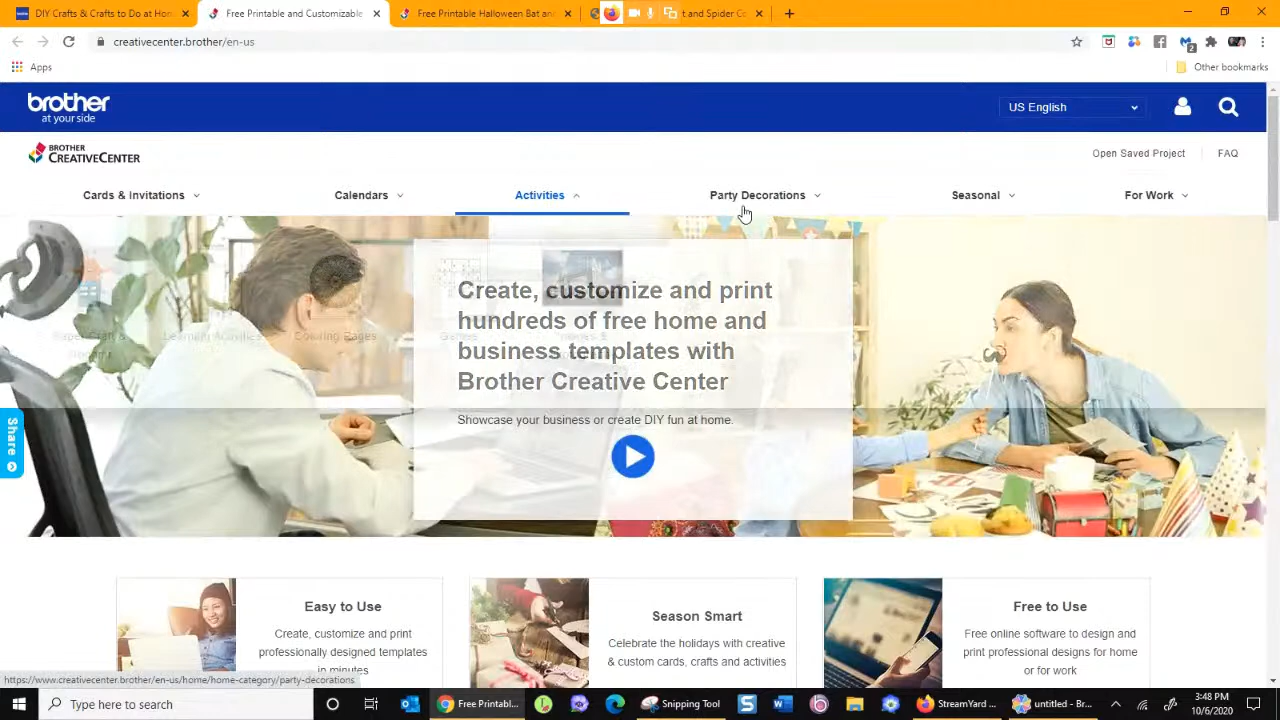 DIY Crafts & Crafts to Do at Hom
Free Printable and Customizable
Free Printable Halloween Bat an
t and Spider Co
creativecenter.brother/en-us
2
Apps
Other bookmarks
brother
at your side
US English
BROTHER
CREATIVECENTER
Open Saved Project
FAQ
Cards & Invitations
Calendars
Activities
Party Decorations
Seasonal
For Work
Create, customize and print
hundreds of free home and
business templates with
Brother Creative Center
Learning Activities
Coloring Pages
Games
Showcase your business or create DIY fun at home.
Share
Easy to Use
Create, customize and print
professionally designed templates
in minutes
Season Smart
Celebrate the holidays with creative
& custom cards, crafts and activities
Free to Use
Free online software to design and
print professional designs for home
or for work
https://www.creativecenter.brother/en-us/home/home-category/party-decorations
Type here to search
Free Printabl...
Snipping Tool
StreamYard ...
untitled - Br...
3:48 PM
10/6/2020